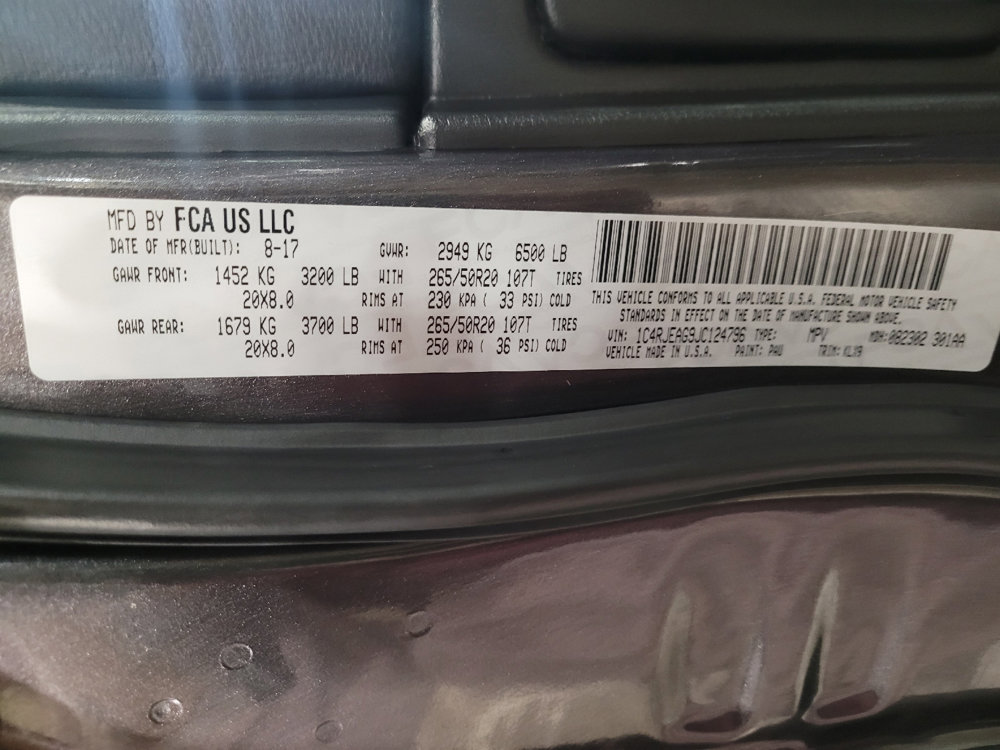 MFD BY FCA US LLC
DATE OF MFR(BUILT): 8-17 GVWR: 2949 KG 6500 LB
GAWR FRONT: 1452 KG 3200 LB WITH 265/50R20 107T TIRES
20X8.0 RIMS AT 230 KPA ( 33 PSI) COLD
GAWR REAR: 1679 KG 3700 LB WITH 265/50R20 107T TIRES
20X8.0 RIMS AT 250 KPA ( 36 PSI) COLD
THIS VEHICLE CONFORMS TO ALL APPLICABLE U.S.A. FEDERAL MOTOR VEHICLE SAFETY
STANDARDS IN EFFECT ON THE DATE OF MANUFACTURE SHOWN ABOVE.
VIN: 1C4RJEAG9JC124796 TYPE: MPV MDH:082302 301AA
VEHICLE MADE IN U.S.A. PAINT: PAU TRIM: KLX9